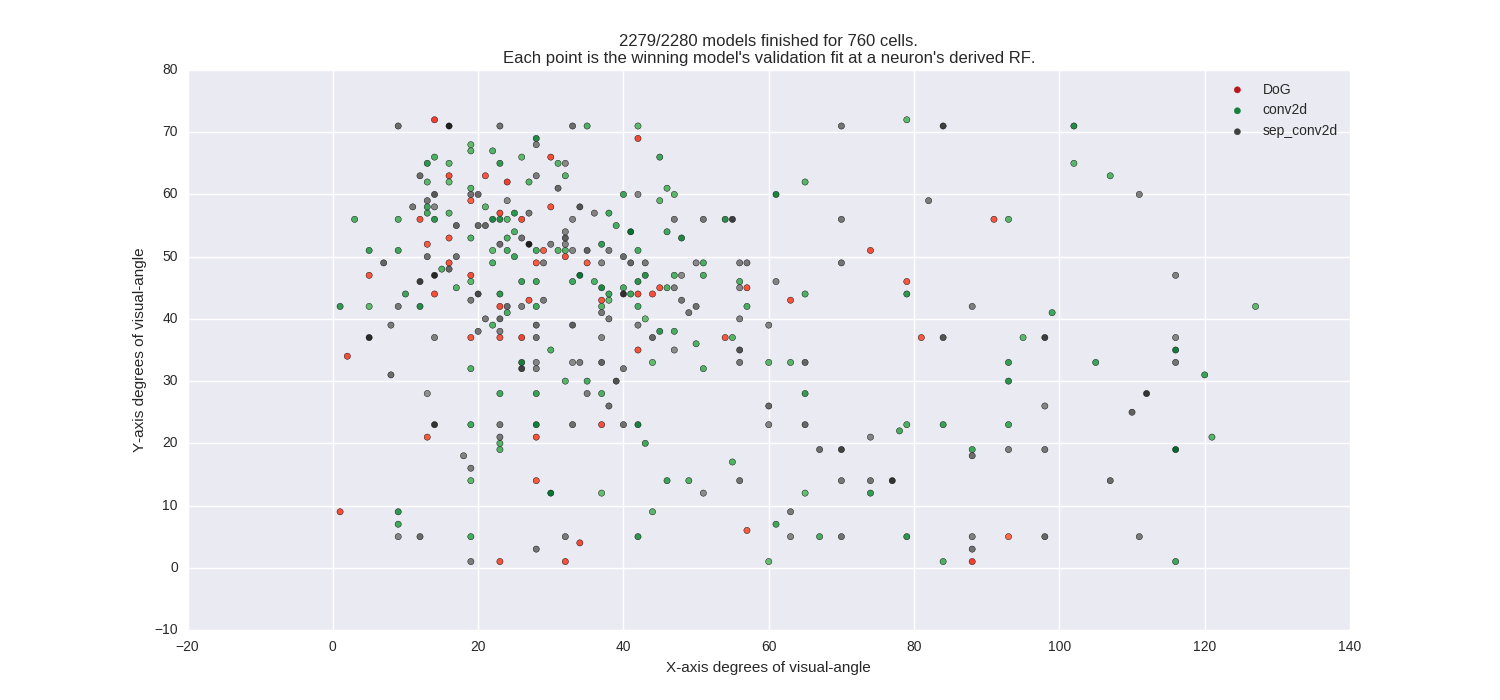 2279/2280 models finished for 760 cells.
Each point is the winning model's validation fit at a neuron's derived RF.
80
70
60
50
40
30
20
10
0
−10
Y-axis degrees of visual-angle
DoG
conv2d
sep_conv2d
−20 0 20 40 60 80 100 120 140
X-axis degrees of visual-angle